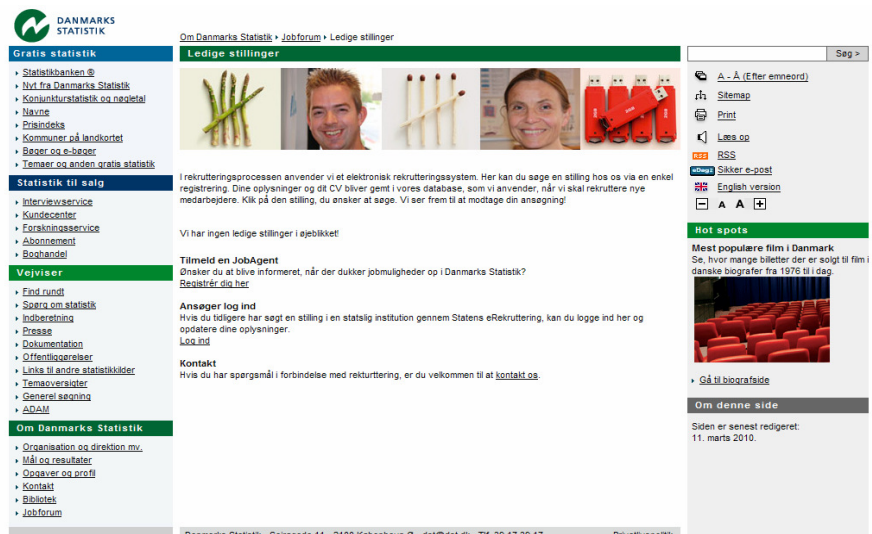 DANMARKS
STATISTIK
Om Danmarks Statistik Jobforum Ledige stillinger
Gratis statistik
Statistikbanken ®
Nyt fra Danmarks Statistik
Konjunkturstatistik og nøgletal
Navne
Prisindeks
Kommuner på landkortet
Bøger og e-bøger
Temaer og anden gratis statistik
Statistik til salg
Interviewservice
Kundecenter
Forskningsservice
Abonnement
Boghandel
Vejviser
Find rundt
Spørg om statistik
Indberetning
Presse
Dokumentation
Offentliggørelser
Links til andre statistikkilder
Temaoversigter
Generel søgning
ADAM
Om Danmarks Statistik
Organisation og direktion mv.
Mål og resultater
Opgaver og profil
Kontakt
Bibliotek
Jobforum
Ledige stillinger
I rekrutteringsprocessen anvender vi et elektronisk rekrutteringssystem. Her kan du søge en stilling hos os via en enkel
registrering. Dine oplysninger og dit CV bliver gemt i vores database, som vi anvender, når vi skal rekruttere nye
medarbejdere. Klik på den stilling, du ønsker at søge. Vi ser frem til at modtage din ansøgning!
Vi har ingen ledige stillinger i øjeblikket!
Tilmeld en JobAgent
Ønsker du at blive informeret, når der dukker jobmuligheder op i Danmarks Statistik?
Registrér dig her
Ansøger log ind
Hvis du tidligere har søgt en stilling i en statslig institution gennem Statens eRekruttering, kan du logge ind her og
opdatere dine oplysninger.
Log ind
Kontakt
Hvis du har spørgsmål i forbindelse med rekturttering, er du velkommen til at kontakt os.
Søg >
A - Å (Efter emneord)
Sitemap
Print
Læs op
RSS RSS
eDag2 Sikker e-post
English version
A A
Hot spots
Mest populære film i Danmark
Se, hvor mange billetter der er solgt til film i
danske biografer fra 1976 til i dag.
Gå til biografside
Om denne side
Siden er senest redigeret:
11. marts 2010.